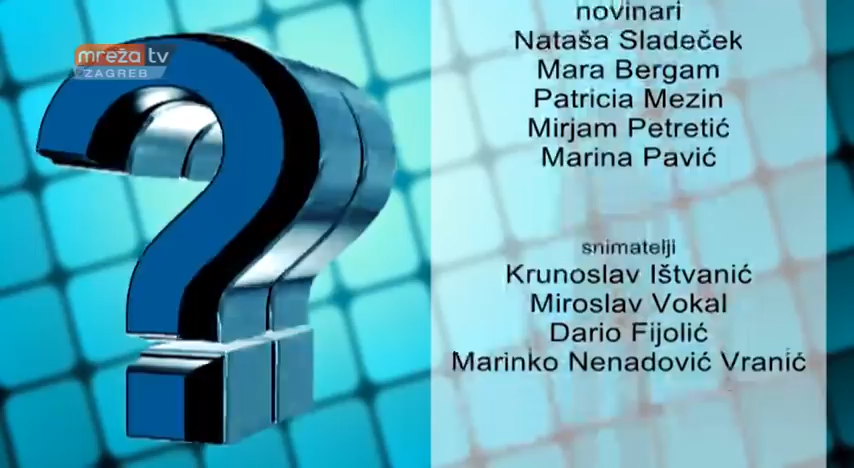 mreža tv
ZAGREB
?
novinari
Nataša Sladeček
Mara Bergam
Patricia Mezin
Mirjam Petretić
Marina Pavić
snimatelji
Krunoslav Ištvanić
Miroslav Vokal
Dario Fijolić
Marinko Nenadović Vranić